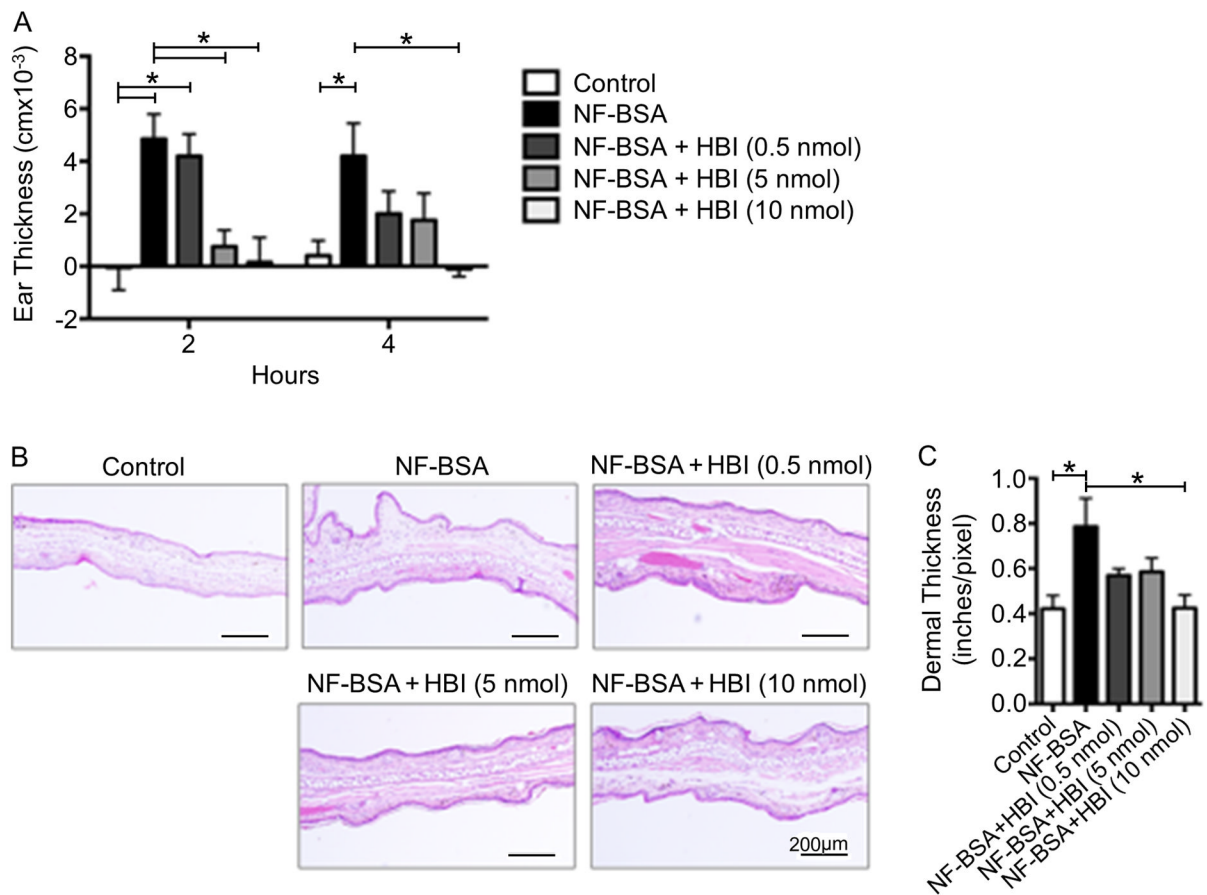 A
Ear Thickness (cmx10-3)
8
6
4
2
0
-2
* * * *
2
4
Hours
Control
NF-BSA
NF-BSA + HBI (0.5 nmol)
NF-BSA + HBI (5 nmol)
NF-BSA + HBI (10 nmol)
B
Control
NF-BSA
NF-BSA + HBI (0.5 nmol)
NF-BSA + HBI (5 nmol)
NF-BSA + HBI (10 nmol)
200µm
C
Dermal Thickness
(inches/pixel)
1.0
0.8
0.6
0.4
0.2
0.0
* *
Control
NF-BSA
NF-BSA+HBI (0.5 nmol)
NF-BSA+HBI (5 nmol)
NF-BSA+HBI (10 nmol)